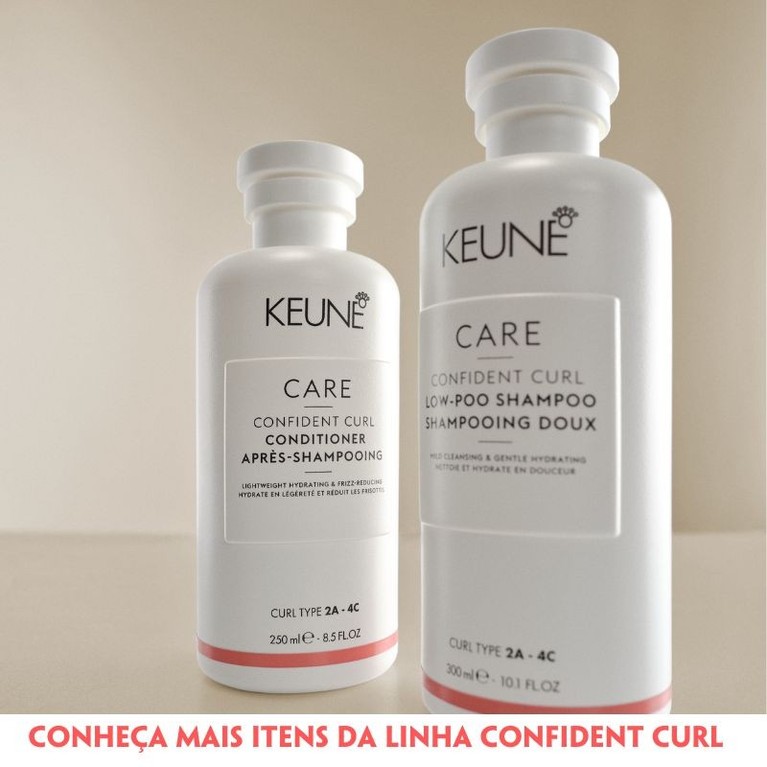 KEUNE
CARE
CONFIDENT CURL
CONDITIONER
APRÈS-SHAMPOOING
LIGHTWEIGHT HYDRATING & FRIZZ-REDUCING
HYDRATE EN LÉGÈRETÉ ET RÉDUIT LES FRISOTTIS
CURL TYPE 2A - 4C
250 ml ℮ - 8.5 FL.OZ
KEUNE
CARE
CONFIDENT CURL
LOW-POO SHAMPOO
SHAMPOOING DOUX
MILD CLEANSING & GENTLE HYDRATING
NETTOIE ET HYDRATE EN DOUCEUR
CURL TYPE 2A - 4C
300 ml ℮ - 10.1 FL.OZ
CONHEÇA MAIS ITENS DA LINHA CONFIDENT CURL